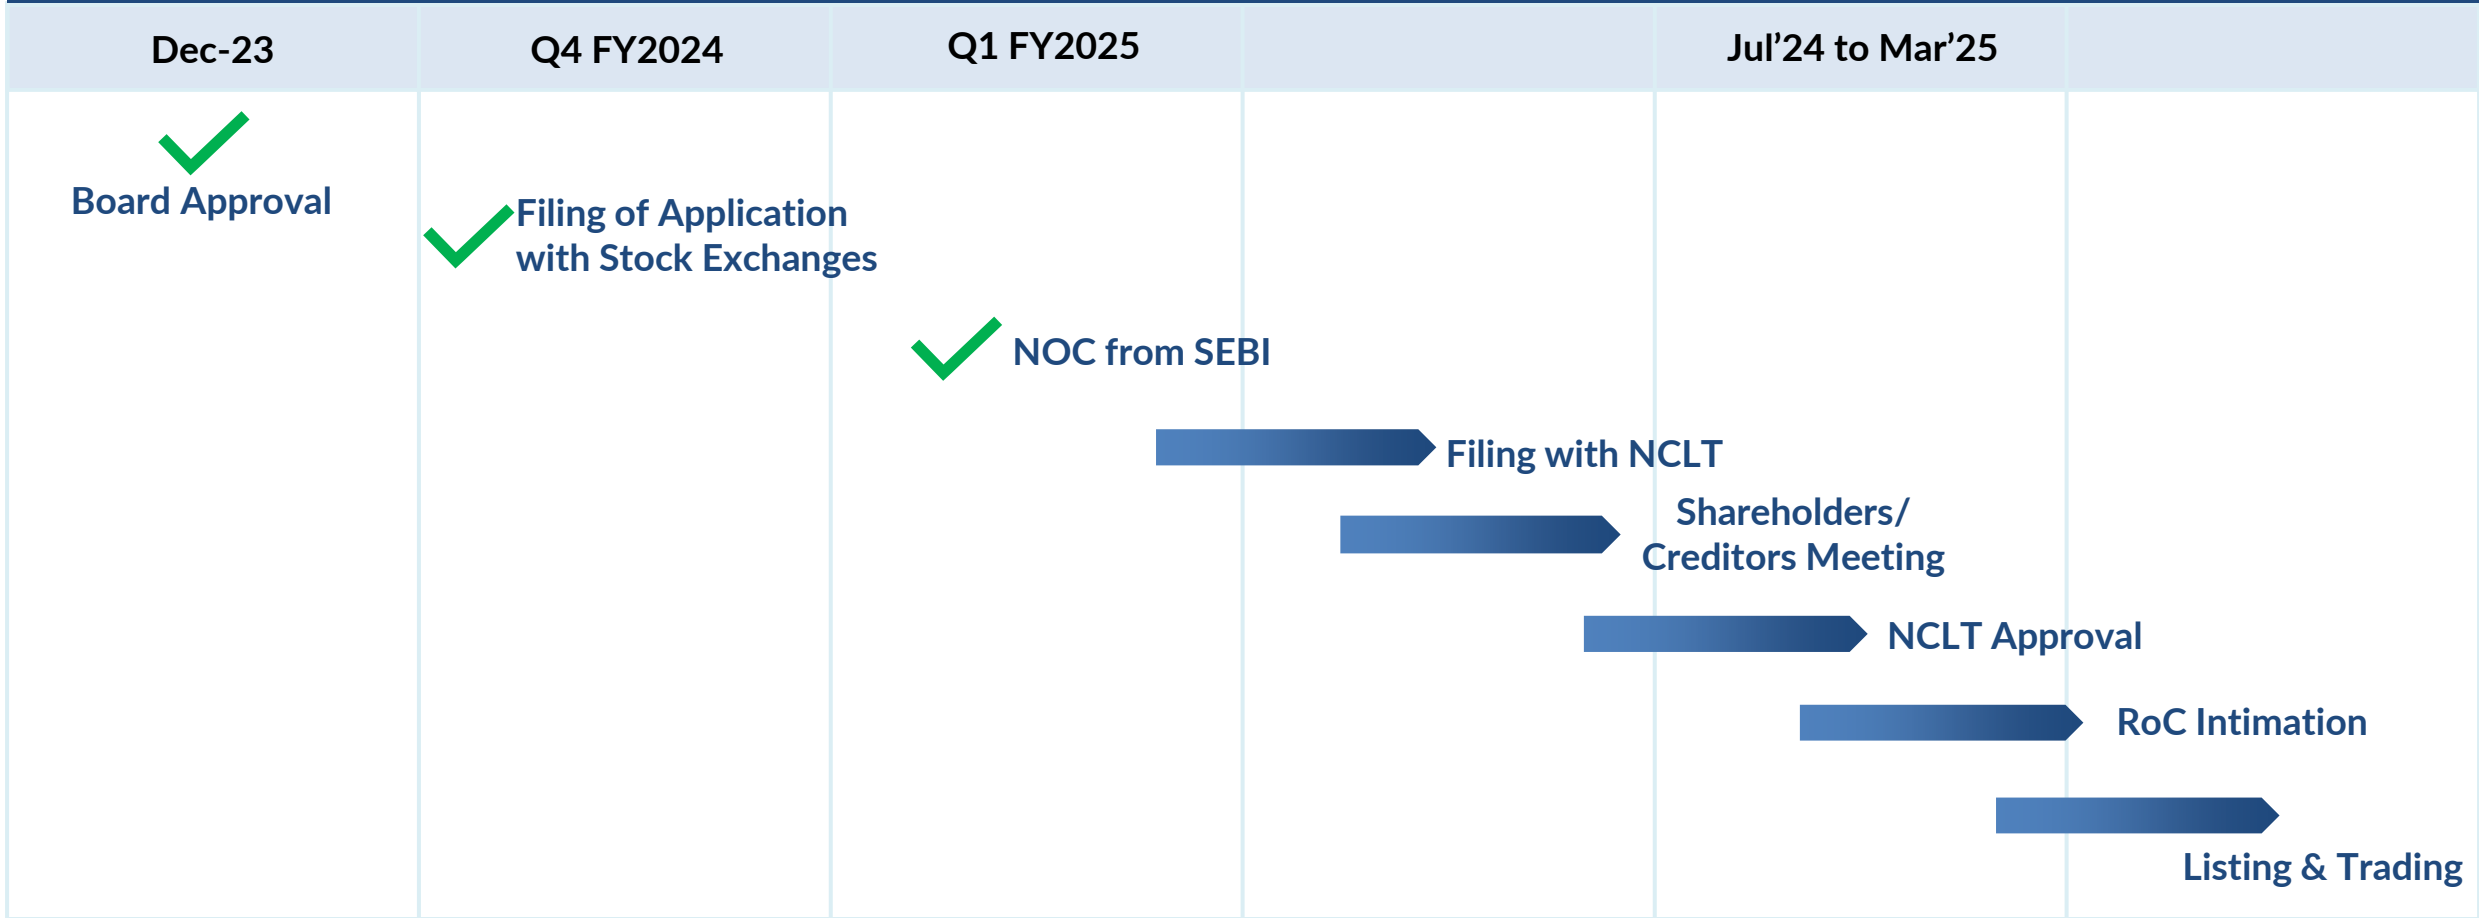 Dec-23
Q4 FY2024
Q1 FY2025
Jul’24 to Mar’25
Board Approval
Filing of Application
with Stock Exchanges
NOC from SEBI
Filing with NCLT
Shareholders/
Creditors Meeting
NCLT Approval
RoC Intimation
Listing & Trading